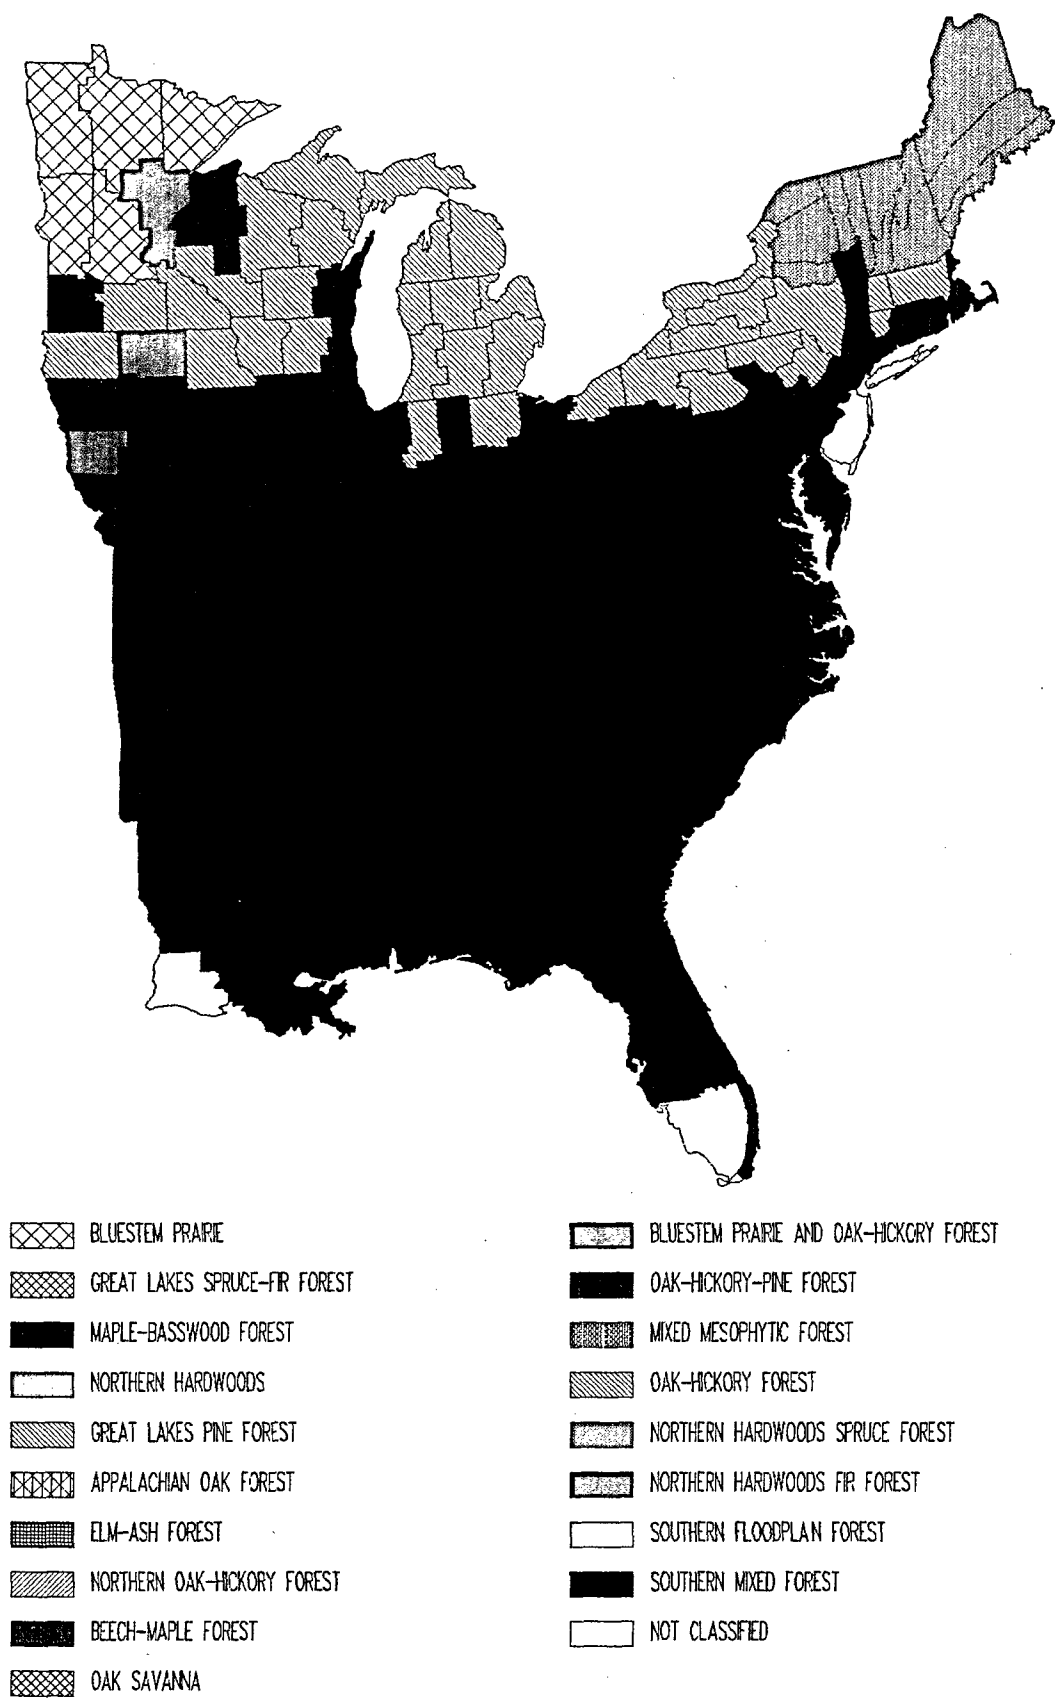 BLUESTEM PRAIRIE
GREAT LAKES SPRUCE-FIR FOREST
MAPLE-BASSWOOD FOREST
NORTHERN HARDWOODS
GREAT LAKES PINE FOREST
APPALACHIAN OAK FOREST
ELM-ASH FOREST
NORTHERN OAK-HICKORY FOREST
BEECH-MAPLE FOREST
OAK SAVANNA
BLUESTEM PRAIRIE AND OAK-HICKORY FOREST
OAK-HICKORY-PINE FOREST
MIXED MESOPHYTIC FOREST
OAK-HICKORY FOREST
NORTHERN HARDWOODS SPRUCE FOREST
NORTHERN HARDWOODS FIR FOREST
SOUTHERN FLOODPLAN FOREST
SOUTHERN MIXED FOREST
NOT CLASSIFIED